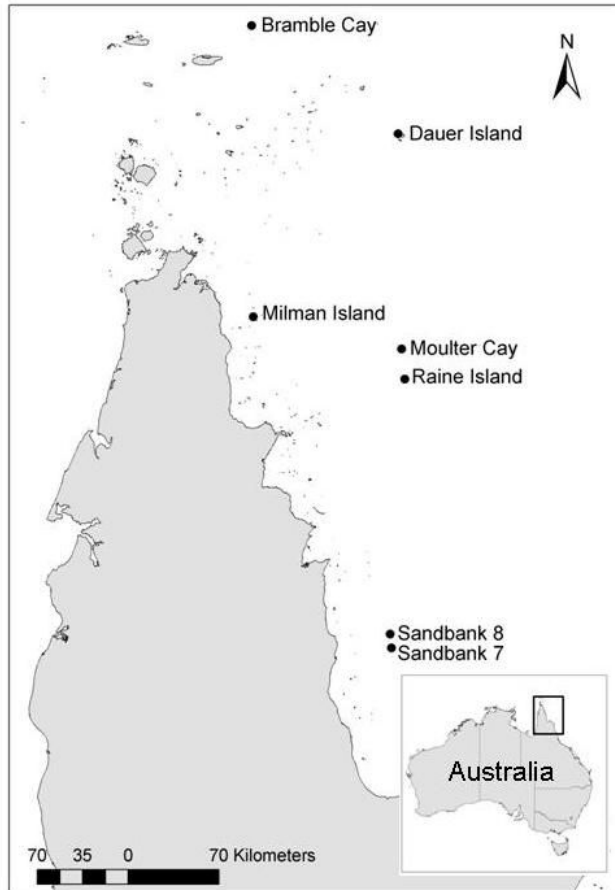 Bramble Cay
N
Dauer Island
Milman Island
Moulter Cay
Raine Island
Sandbank 8
Sandbank 7
Australia
70 35 0 70 Kilometers